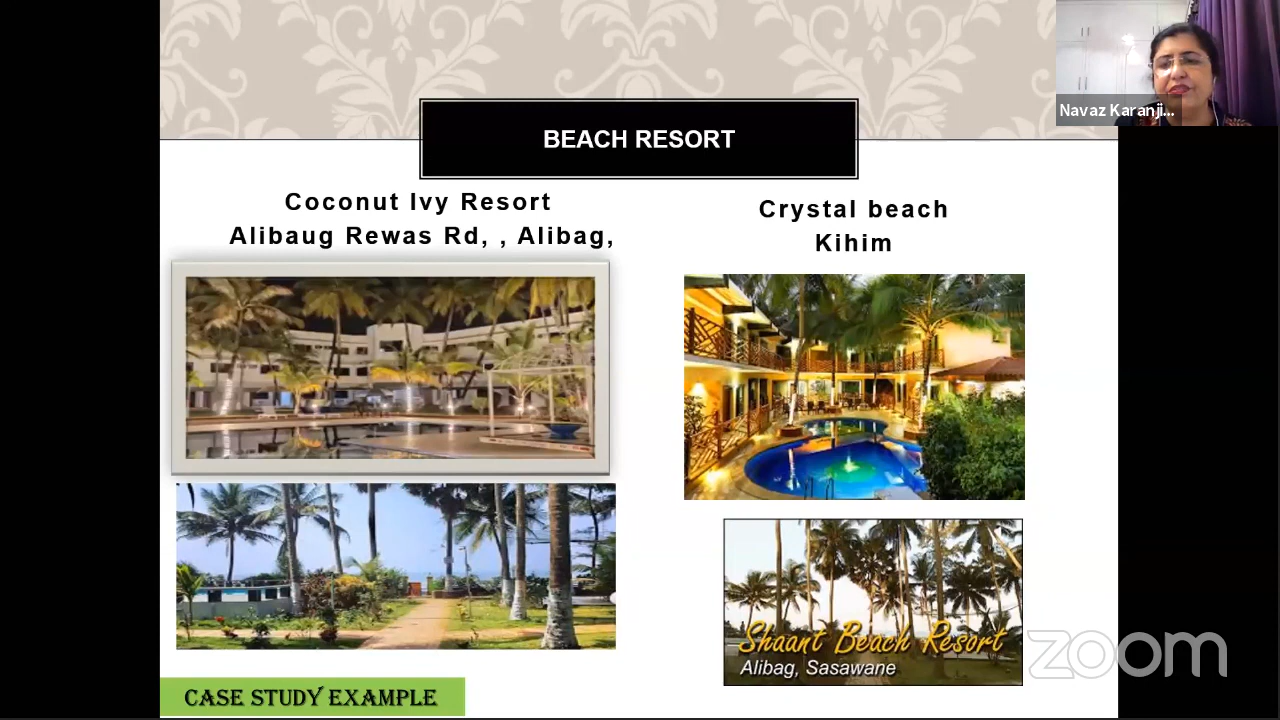 Navaz Karanji...
BEACH RESORT
Coconut Ivy Resort
Alibaug Rewas Rd, , Alibag,
Crystal beach
Kihim
Shaant Beach Resort
Alibag, Sasawane
zoom
CASE STUDY EXAMPLE